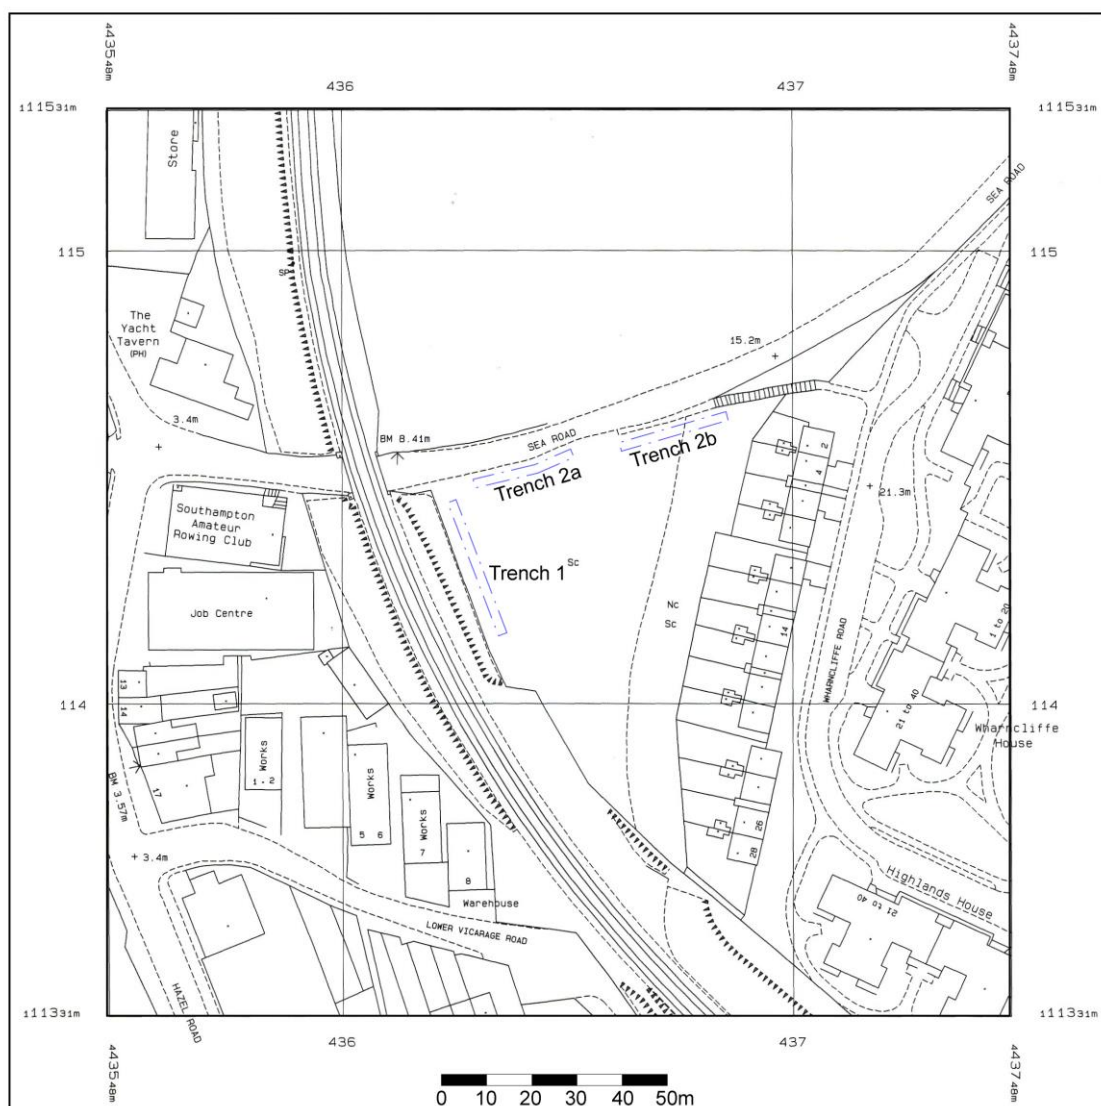 443548m
443748m
436
437
111531m
111531m
Store
SEA ROAD
115
115
SP
The
Yacht
Tavern
(PH)
15.2m
3.4m
BM 8.41m
SEA ROAD
2
Trench 2b
Trench 2a
4
21.3m
Southampton
Amateur
Rowing Club
Trench 1
Sc
Job Centre
Nc
Sc
14
1 to 20
WHARNCLIFFE ROAD
13
14
114
114
21 to 40
Wharncliffe
House
Works
1 . 2
Works
5 6
Works
7
BM 3.57m
17
26
28
8
3.4m
Warehouse
Highlands House
21 to 40
LOWER VICARAGE ROAD
HAZEL ROAD
111331m
111331m
436
437
443548m
443748m
0 10 20 30 40 50m